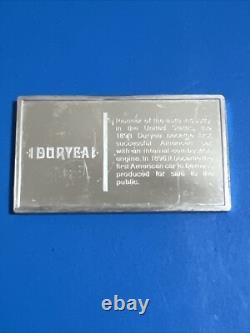 DURYEA
Pioneer of the auto industry
in the United States, the
1893 Duryea became the first
successful American car
with an internal combustion
engine. In 1896 it became the
first American car to be mass
produced for sale to the
public.